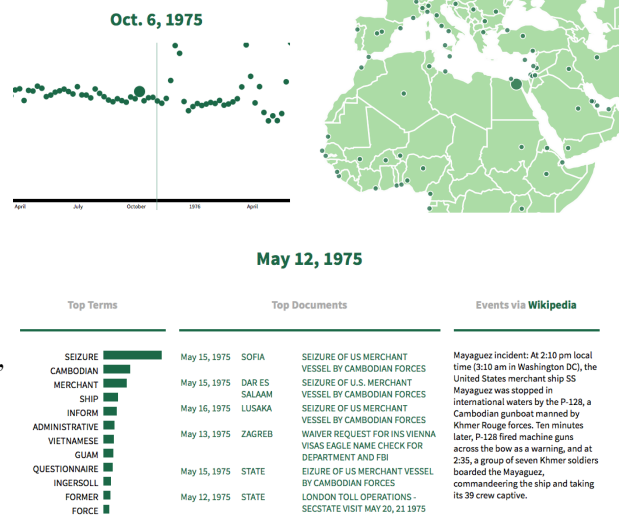 Oct. 6, 1975
April July October 1976 April
May 12, 1975
Top Terms
SEIZURE
CAMBODIAN
MERCHANT
SHIP
INFORM
ADMINISTRATIVE
VIETNAMESE
GUAM
QUESTIONNAIRE
INGERSOLL
FORMER
FORCE
Top Documents
May 15, 1975 SOFIA SEIZURE OF US MERCHANT
VESSEL BY CAMBODIAN FORCES
May 15, 1975 DAR ES SEIZURE OF U.S. MERCHANT
SALAAM VESSEL BY CAMBODIAN FORCES
May 16, 1975 LUSAKA SEIZURE OF US MERCHANT
VESSEL BY CAMBODIAN FORCES
May 13, 1975 ZAGREB WAIVER REQUEST FOR INS VIENNA
VISAS EAGLE NAME CHECK FOR
DEPARTMENT AND FBI
May 15, 1975 STATE EIZURE OF US MERCHANT VESSEL
BY CAMBODIAN FORCES
May 12, 1975 STATE LONDON TOLL OPERATIONS -
SECSTATE VISIT MAY 20, 21 1975
Events via Wikipedia
Mayaguez incident: At 2:10 pm local
time (3:10 am in Washington DC), the
United States merchant ship SS
Mayaguez was stopped in
international waters by the P-128, a
Cambodian gunboat manned by
Khmer Rouge forces. Ten minutes
later, P-128 fired machine guns
across the bow as a warning, and at
2:35, a group of seven Khmer soldiers
boarded the Mayaguez,
commandeering the ship and taking
its 39 crew captive.
,